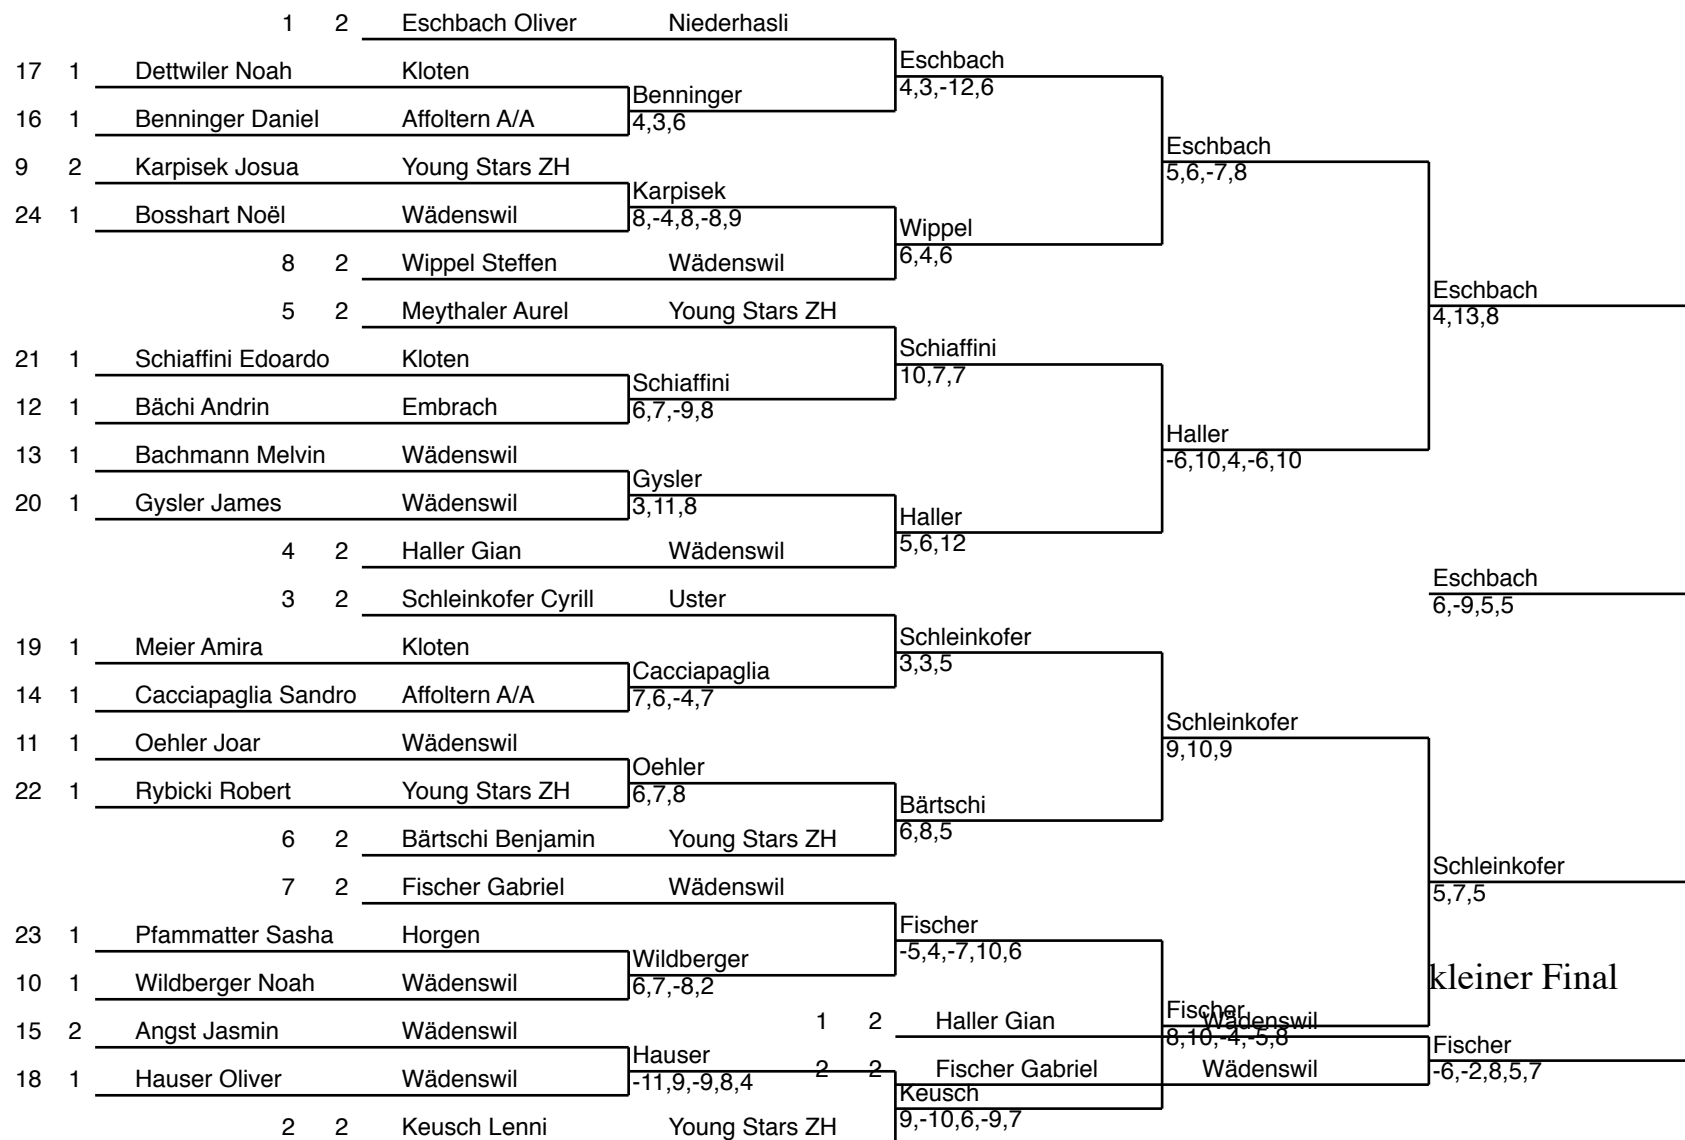 1 2 Eschbach Oliver Niederhasli
Eschbach
4,3,-12,6
17 1 Dettwiler Noah Kloten
Benninger
4,3,6
16 1 Benninger Daniel Affoltern A/A
Eschbach
5,6,-7,8
9 2 Karpisek Josua Young Stars ZH
Karpisek
8,-4,8,-8,9
24 1 Bosshart Noël Wädenswil
Wippel
6,4,6
8 2 Wippel Steffen Wädenswil
Eschbach
4,13,8
5 2 Meythaler Aurel Young Stars ZH
Schiaffini
10,7,7
21 1 Schiaffini Edoardo Kloten
Schiaffini
6,7,-9,8
12 1 Bächi Andrin Embrach
Haller
-6,10,4,-6,10
13 1 Bachmann Melvin Wädenswil
Gysler
3,11,8
20 1 Gysler James Wädenswil
Haller
5,6,12
4 2 Haller Gian Wädenswil
Eschbach
6,-9,5,5
3 2 Schleinkofer Cyrill Uster
Schleinkofer
3,3,5
19 1 Meier Amira Kloten
Cacciapaglia
7,6,-4,7
14 1 Cacciapaglia Sandro Affoltern A/A
Schleinkofer
9,10,9
11 1 Oehler Joar Wädenswil
Oehler
6,7,8
22 1 Rybicki Robert Young Stars ZH
Bärtschi
6,8,5
6 2 Bärtschi Benjamin Young Stars ZH
Schleinkofer
5,7,5
7 2 Fischer Gabriel Wädenswil
Fischer
-5,4,-7,10,6
23 1 Pfammatter Sasha Horgen
Wildberger
6,7,-8,2
10 1 Wildberger Noah Wädenswil
kleiner Final
Fischer
8,10,-4,-5,8
15 2 Angst Jasmin Wädenswil
1 2 Haller Gian Wädenswil
Hauser
-11,9,-9,8,4
Fischer
-6,-2,8,5,7
18 1 Hauser Oliver Wädenswil
2 2 Fischer Gabriel Wädenswil
Keusch
9,-10,6,-9,7
2 2 Keusch Lenni Young Stars ZH